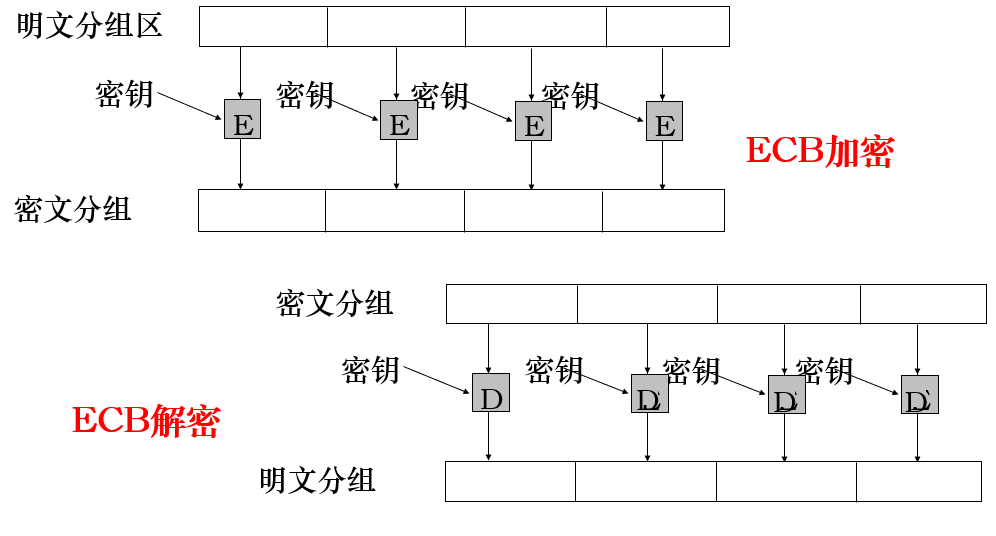 明文分组区
密钥 密钥 密钥 密钥
E E E E
ECB加密
密文分组
密文分组
密钥 密钥 密钥 密钥
D D D D
ECB解密
明文分组